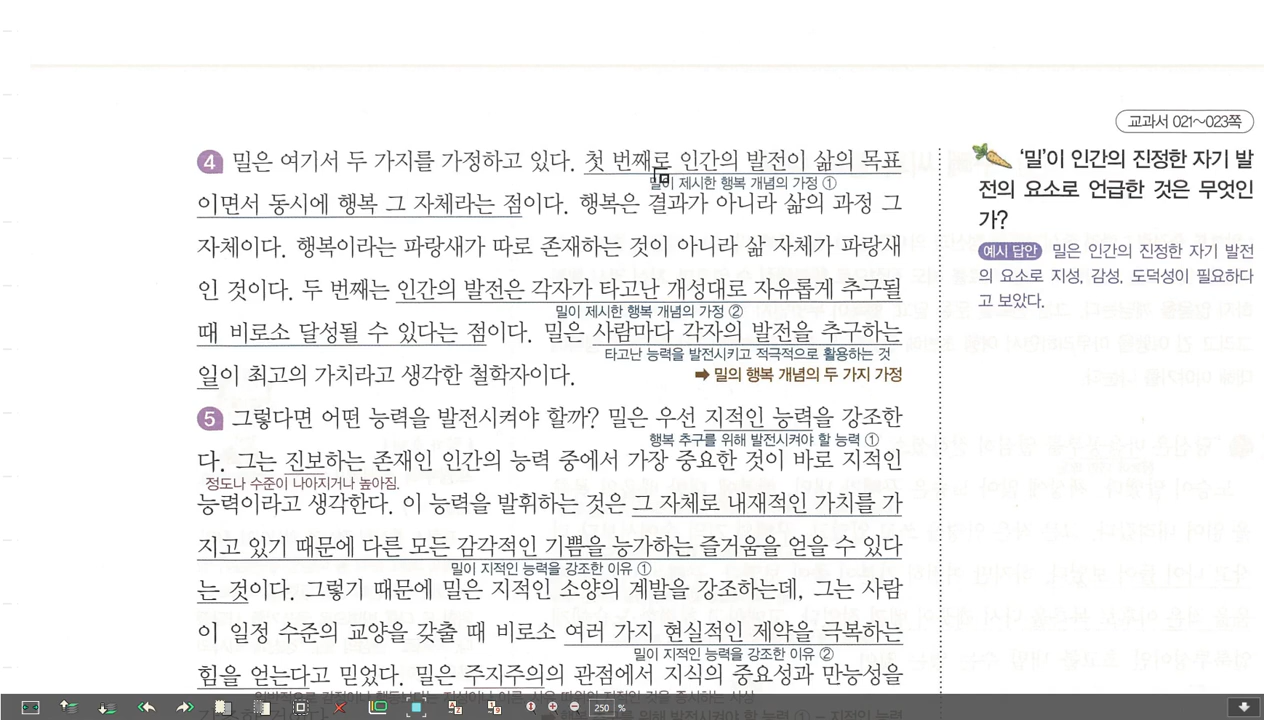 교과서 021~023쪽
4 밀은 여기서 두 가지를 가정하고 있다. 첫 번째로 인간의 발전이 삶의 목표
밀이 제시한 행복 개념의 가정 ①
이면서 동시에 행복 그 자체라는 점이다. 행복은 결과가 아니라 삶의 과정 그
자체이다. 행복이라는 파랑새가 따로 존재하는 것이 아니라 삶 자체가 파랑새
인 것이다. 두 번째는 인간의 발전은 각자가 타고난 개성대로 자유롭게 추구될
밀이 제시한 행복 개념의 가정 ②
때 비로소 달성될 수 있다는 점이다. 밀은 사람마다 각자의 발전을 추구하는
타고난 능력을 발전시키고 적극적으로 활용하는 것
일이 최고의 가치라고 생각한 철학자이다.
➡ 밀의 행복 개념의 두 가지 가정
5 그렇다면 어떤 능력을 발전시켜야 할까? 밀은 우선 지적인 능력을 강조한
행복 추구를 위해 발전시켜야 할 능력 ①
다. 그는 진보하는 존재인 인간의 능력 중에서 가장 중요한 것이 바로 지적인
정도나 수준이 나아지거나 높아짐.
능력이라고 생각한다. 이 능력을 발휘하는 것은 그 자체로 내재적인 가치를 가
지고 있기 때문에 다른 모든 감각적인 기쁨을 능가하는 즐거움을 얻을 수 있다
밀이 지적인 능력을 강조한 이유 ①
는 것이다. 그렇기 때문에 밀은 지적인 소양의 계발을 강조하는데, 그는 사람
이 일정 수준의 교양을 갖출 때 비로소 여러 가지 현실적인 제약을 극복하는
밀이 지적인 능력을 강조한 이유 ②
힘을 얻는다고 믿었다. 밀은 주지주의의 관점에서 지식의 중요성과 만능성을
'밀'이 인간의 진정한 자기 발
전의 요소로 언급한 것은 무엇인
가?
예시 답안 밀은 인간의 진정한 자기 발전
의 요소로 지성, 감성, 도덕성이 필요하다
고 보았다.
250 %